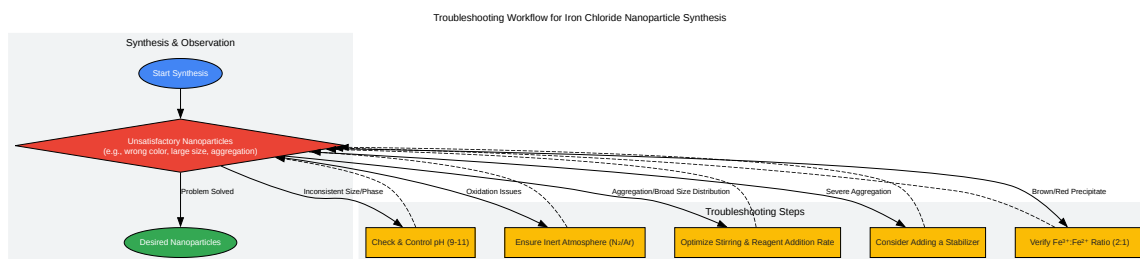 Troubleshooting Workflow for Iron Chloride Nanoparticle Synthesis
Synthesis & Observation
Start Synthesis
Unsatisfactory Nanoparticles
(e.g., wrong color, large size, aggregation)
Problem Solved
Inconsistent Size/Phase
Oxidation Issues
Aggregation/Broad Size Distribution
Severe Aggregation
Brown/Red Precipitate
Troubleshooting Steps
Desired Nanoparticles
Check & Control pH (9-11)
Ensure Inert Atmosphere (N₂/Ar)
Optimize Stirring & Reagent Addition Rate
Consider Adding a Stabilizer
Verify Fe³⁺:Fe²⁺ Ratio (2:1)